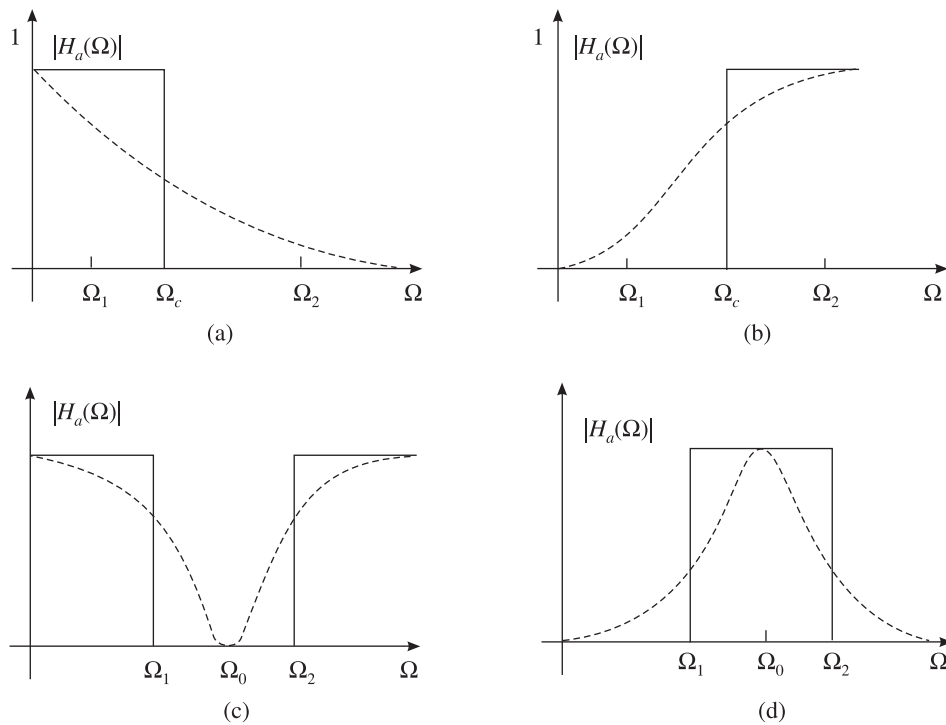 1
|H_a(Ω)|
Ω_1 Ω_c Ω_2 Ω
(a)
1
|H_a(Ω)|
Ω_1 Ω_c Ω_2 Ω
(b)
|H_a(Ω)|
Ω_1 Ω_0 Ω_2 Ω
(c)
|H_a(Ω)|
Ω_1 Ω_0 Ω_2 Ω
(d)